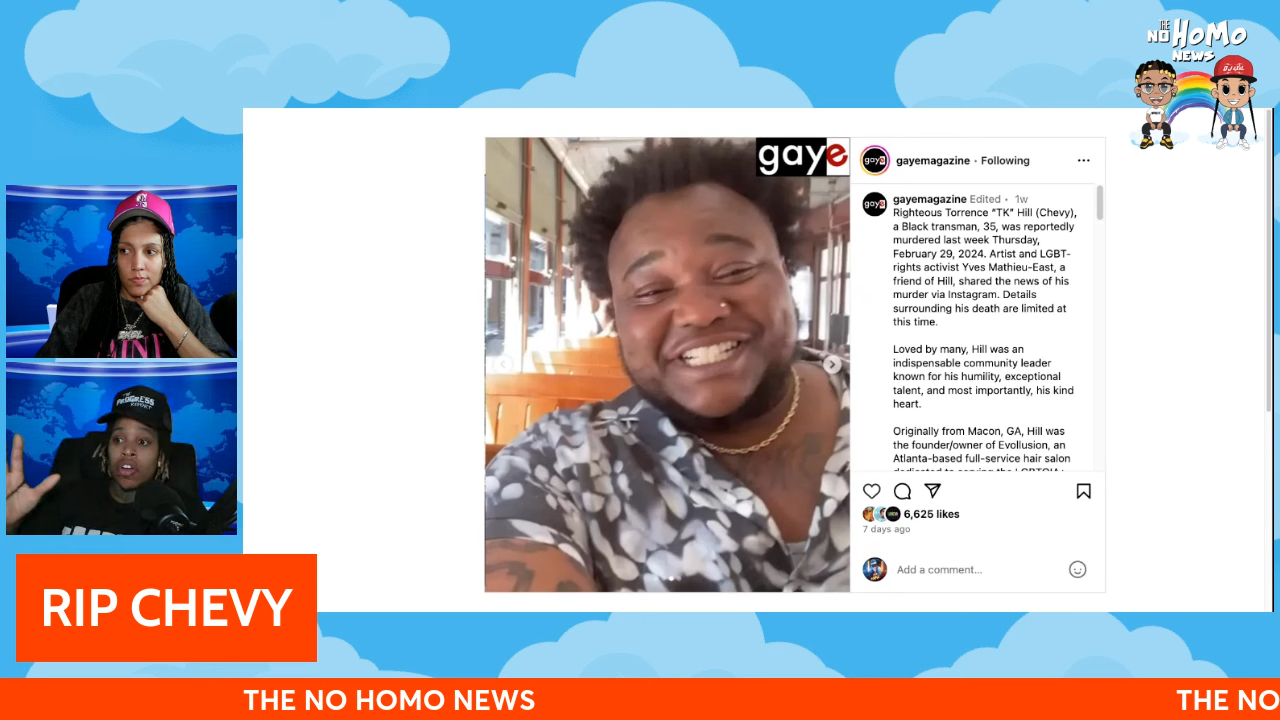 THE
NO HOMO
NEWS
gaye
gaye
gayemagazine • Following
gaye
gayemagazine Edited • 1w
Righteous Torrence "TK" Hill (Chevy),
a Black transman, 35, was reportedly
murdered last week Thursday,
February 29, 2024. Artist and LGBT-
rights activist Yves Mathieu-East, a
friend of Hill, shared the news of his
murder via Instagram. Details
surrounding his death are limited at
this time.
Loved by many, Hill was an
indispensable community leader
known for his humility, exceptional
talent, and most importantly, his kind
heart.
Originally from Macon, GA, Hill was
the founder/owner of Evollusion, an
Atlanta-based full-service hair salon
6,625 likes
7 days ago
Add a comment...
PROGRESS
REPORT
RIP CHEVY
THE NO HOMO NEWS
THE NO